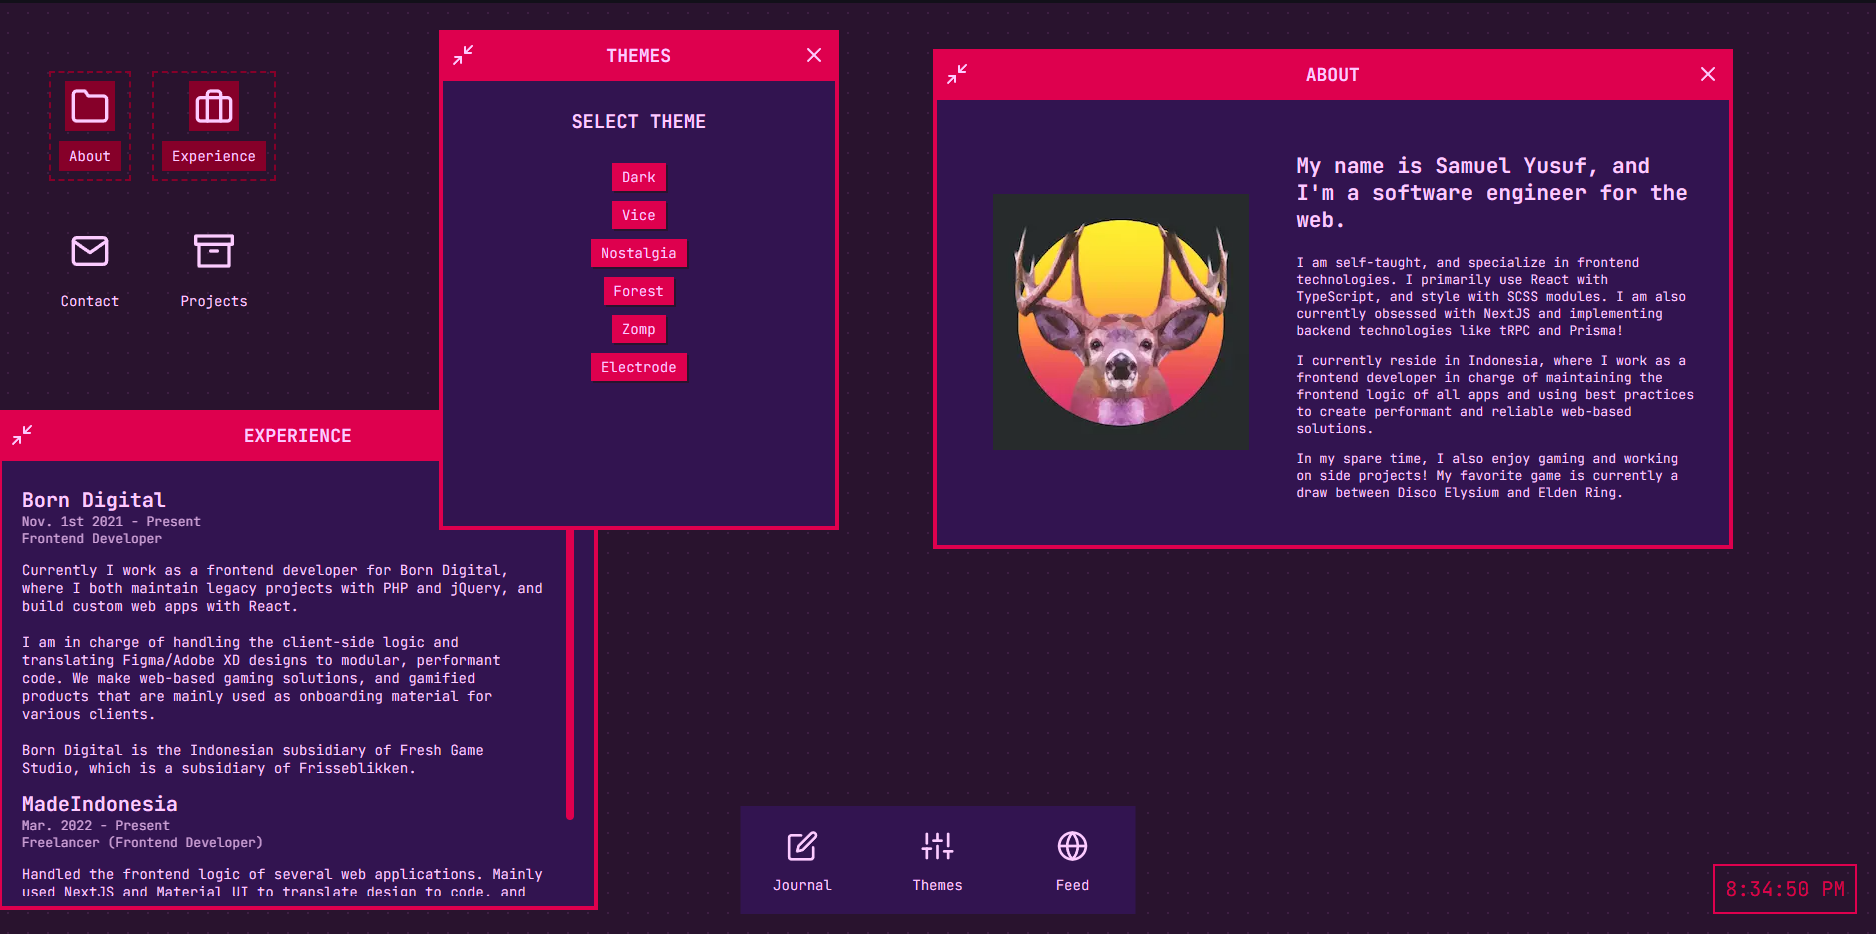 About
Experience
Contact
Projects
THEMES
SELECT THEME
Dark
Vice
Nostalgia
Forest
Zomp
Electrode
ABOUT
My name is Samuel Yusuf, and
I'm a software engineer for the
web.
I am self-taught, and specialize in frontend
technologies. I primarily use React with
TypeScript, and style with SCSS modules. I am also
currently obsessed with NextJS and implementing
backend technologies like tRPC and Prisma!
I currently reside in Indonesia, where I work as a
frontend developer in charge of maintaining the
frontend logic of all apps and using best practices
to create performant and reliable web-based
solutions.
In my spare time, I also enjoy gaming and working
on side projects! My favorite game is currently a
draw between Disco Elysium and Elden Ring.
EXPERIENCE
Born Digital
Nov. 1st 2021 - Present
Frontend Developer
Currently I work as a frontend developer for Born Digital,
where I both maintain legacy projects with PHP and jQuery, and
build custom web apps with React.
I am in charge of handling the client-side logic and
translating Figma/Adobe XD designs to modular, performant
code. We make web-based gaming solutions, and gamified
products that are mainly used as onboarding material for
various clients.
Born Digital is the Indonesian subsidiary of Fresh Game
Studio, which is a subsidiary of Frisseblikken.
MadeIndonesia
Mar. 2022 - Present
Freelancer (Frontend Developer)
Handled the frontend logic of several web applications. Mainly
used NextJS and Material UI to translate design to code, and
Journal
Themes
Feed
8:34:50 PM